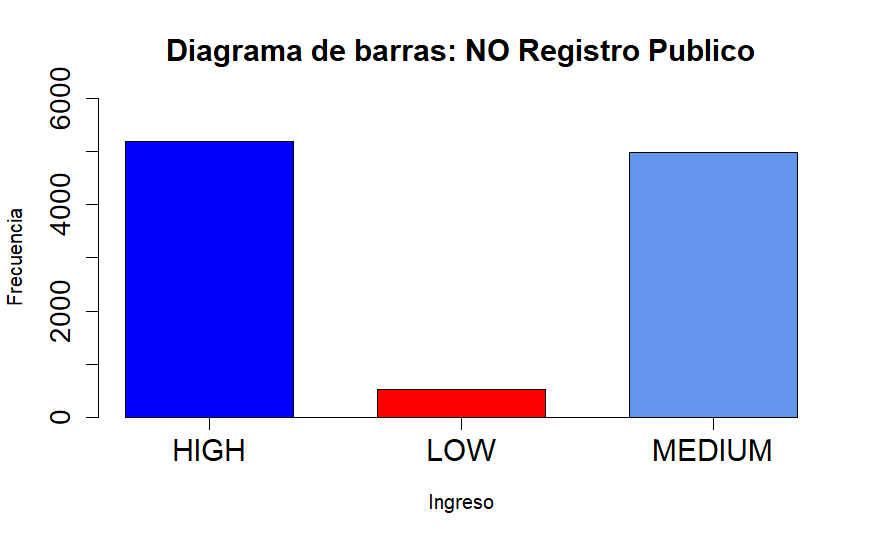 Diagrama de barras: NO Registro Publico
Frecuencia
6000
4000
2000
0
HIGH
LOW
MEDIUM
Ingreso